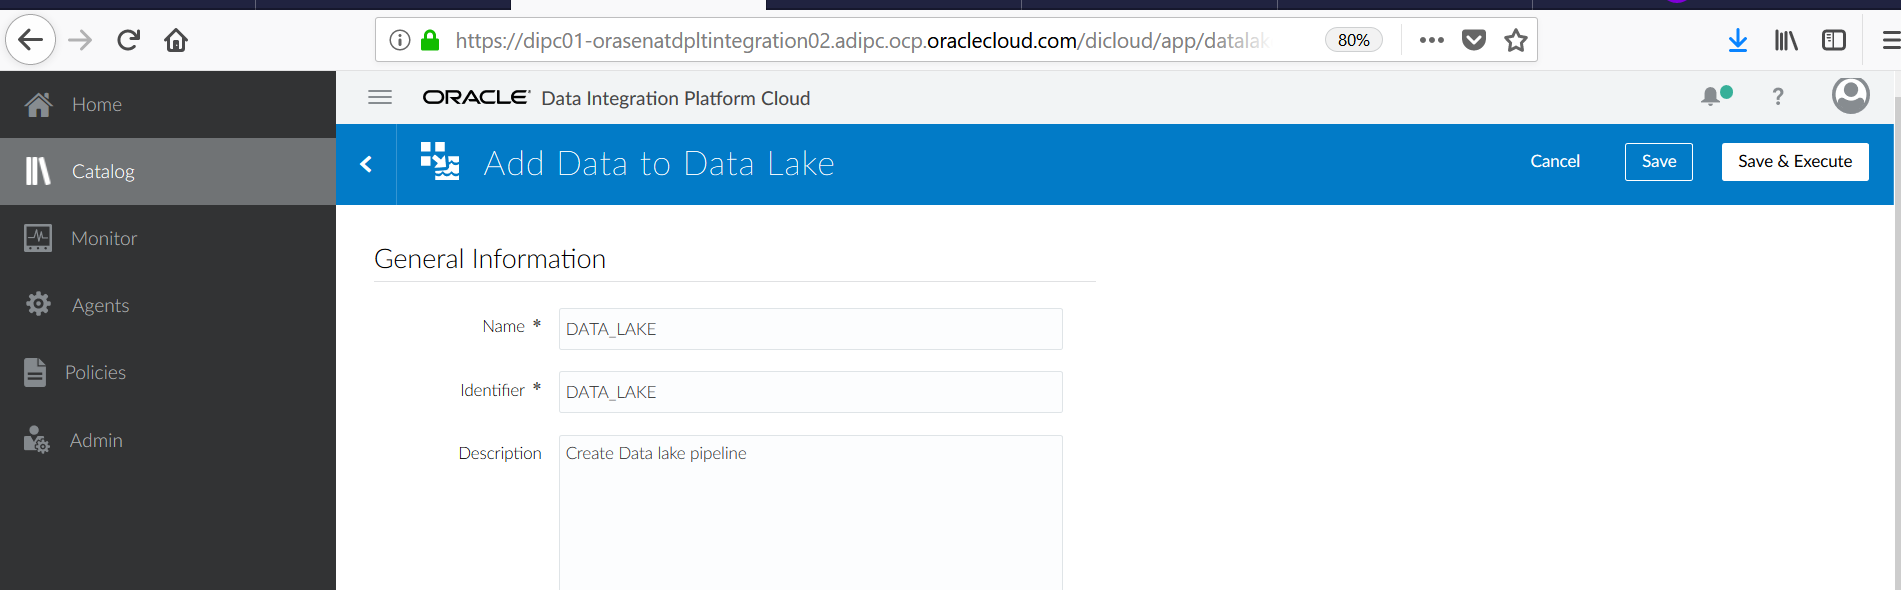 https://dipc01-orasenatdpltintegration02.adipc.ocp.oraclecloud.com/dicloud/app/datalak
80%
Home
Catalog
Monitor
Agents
Policies
Admin
ORACLE Data Integration Platform Cloud
?
Add Data to Data Lake
Cancel
Save
Save & Execute
General Information
Name * DATA_LAKE
Identifier * DATA_LAKE
Description Create Data lake pipeline